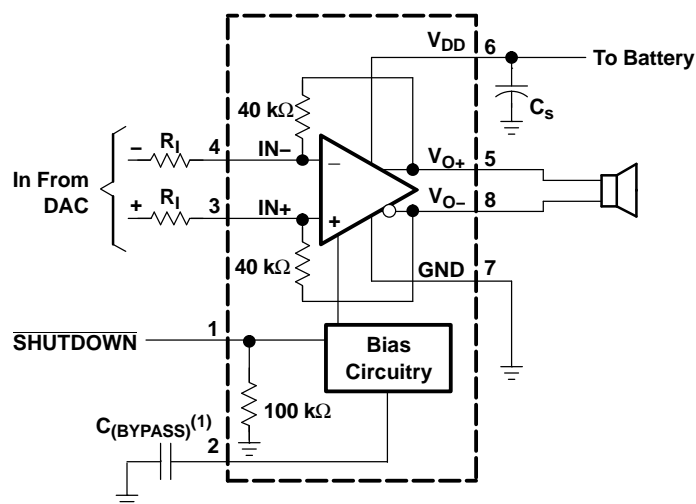 VDD 6
To Battery
40 kΩ
Cs
− RI 4 IN− −
VO+ 5
In From
DAC
+ RI 3 IN+ +
VO− 8
40 kΩ
GND 7
SHUTDOWN 1
Bias
Circuitry
100 kΩ
C(BYPASS)(1) 2